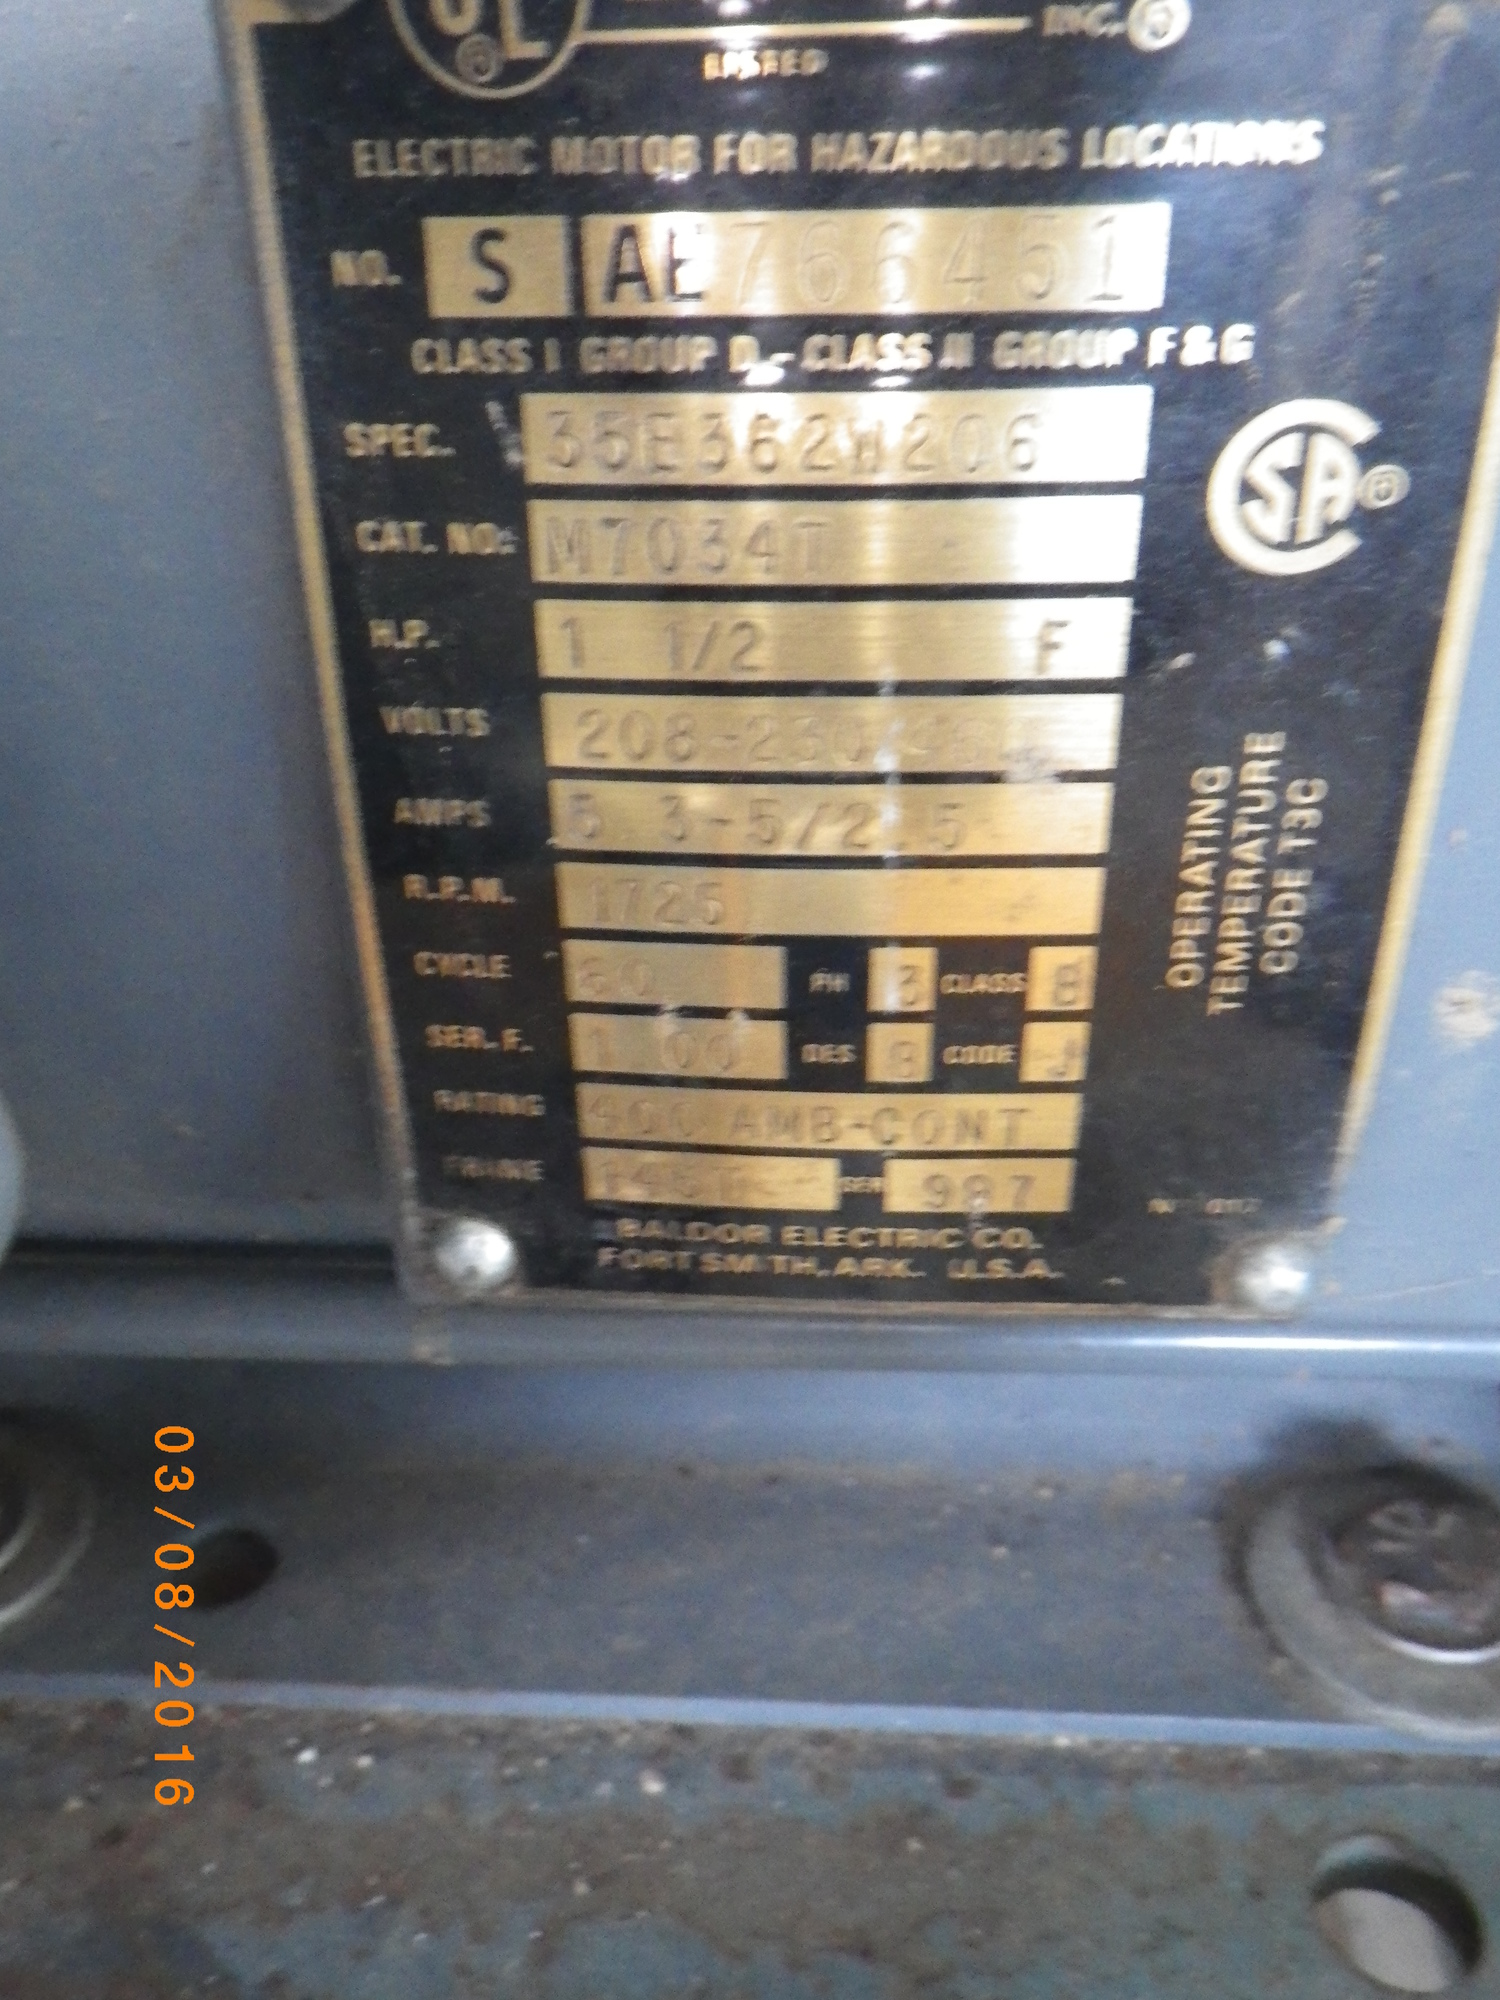 UL ®
INC. ®
LISTED
ELECTRIC MOTOR FOR HAZARDOUS LOCATIONS
NO. S AE766451
CLASS I GROUP D - CLASS II GROUP F & G
SPEC. 35E362W206
CSA ®
CAT. NO. M7034T
H.P. 1 1/2 F
VOLTS 208-230/460
AMPS 5 3-5/2.5
R.P.M. 1725
OPERATING
TEMPERATURE
CODE T3C
CYCLE 60 PH 3 CLASS B
SER. F. 1 00 DES B CODE J
RATING 40C AMB-CONT
FRAME 145T SER 997
BALDOR ELECTRIC CO.
FORT SMITH, ARK. U.S.A.
03/08/2016